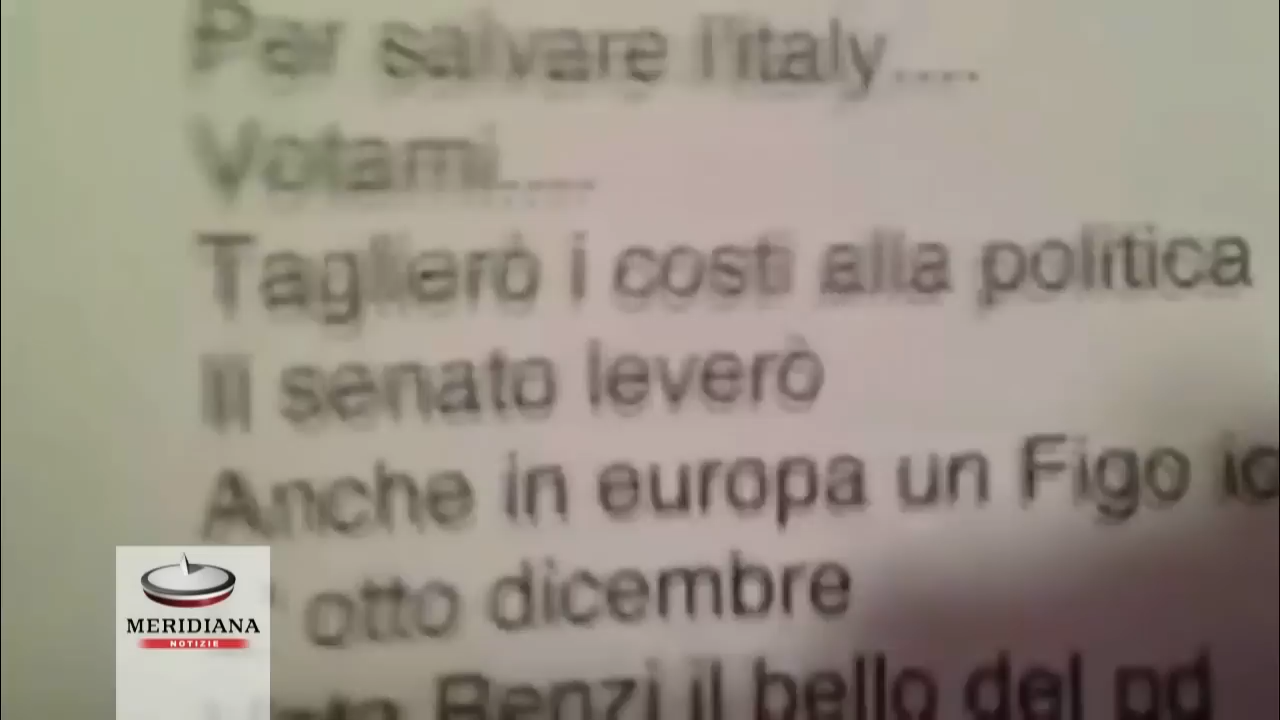 Per salvare l'italy....
Votami....
Taglierò i costi alla politica
Il senato leverò
Anche in europa un Figo io
otto dicembre
Renzi il bello del pd
MERIDIANA
NOTIZIE